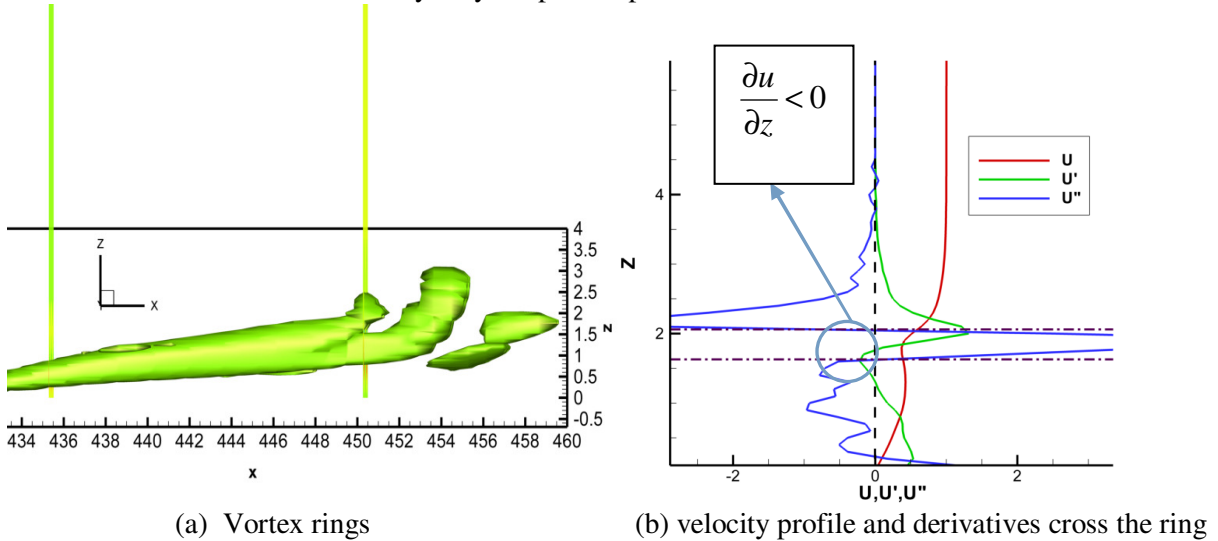 ∂u/∂z < 0
U
U'
U"
4
2
Z
-2
0
2
U,U',U"
z
x
4
3.5
3
2.5
2
1.5
1
0.5
0
-0.5
z
434 436 438 440 442 444 446 448 450 452 454 456 458 460
x
(a) Vortex rings
(b) velocity profile and derivatives cross the ring